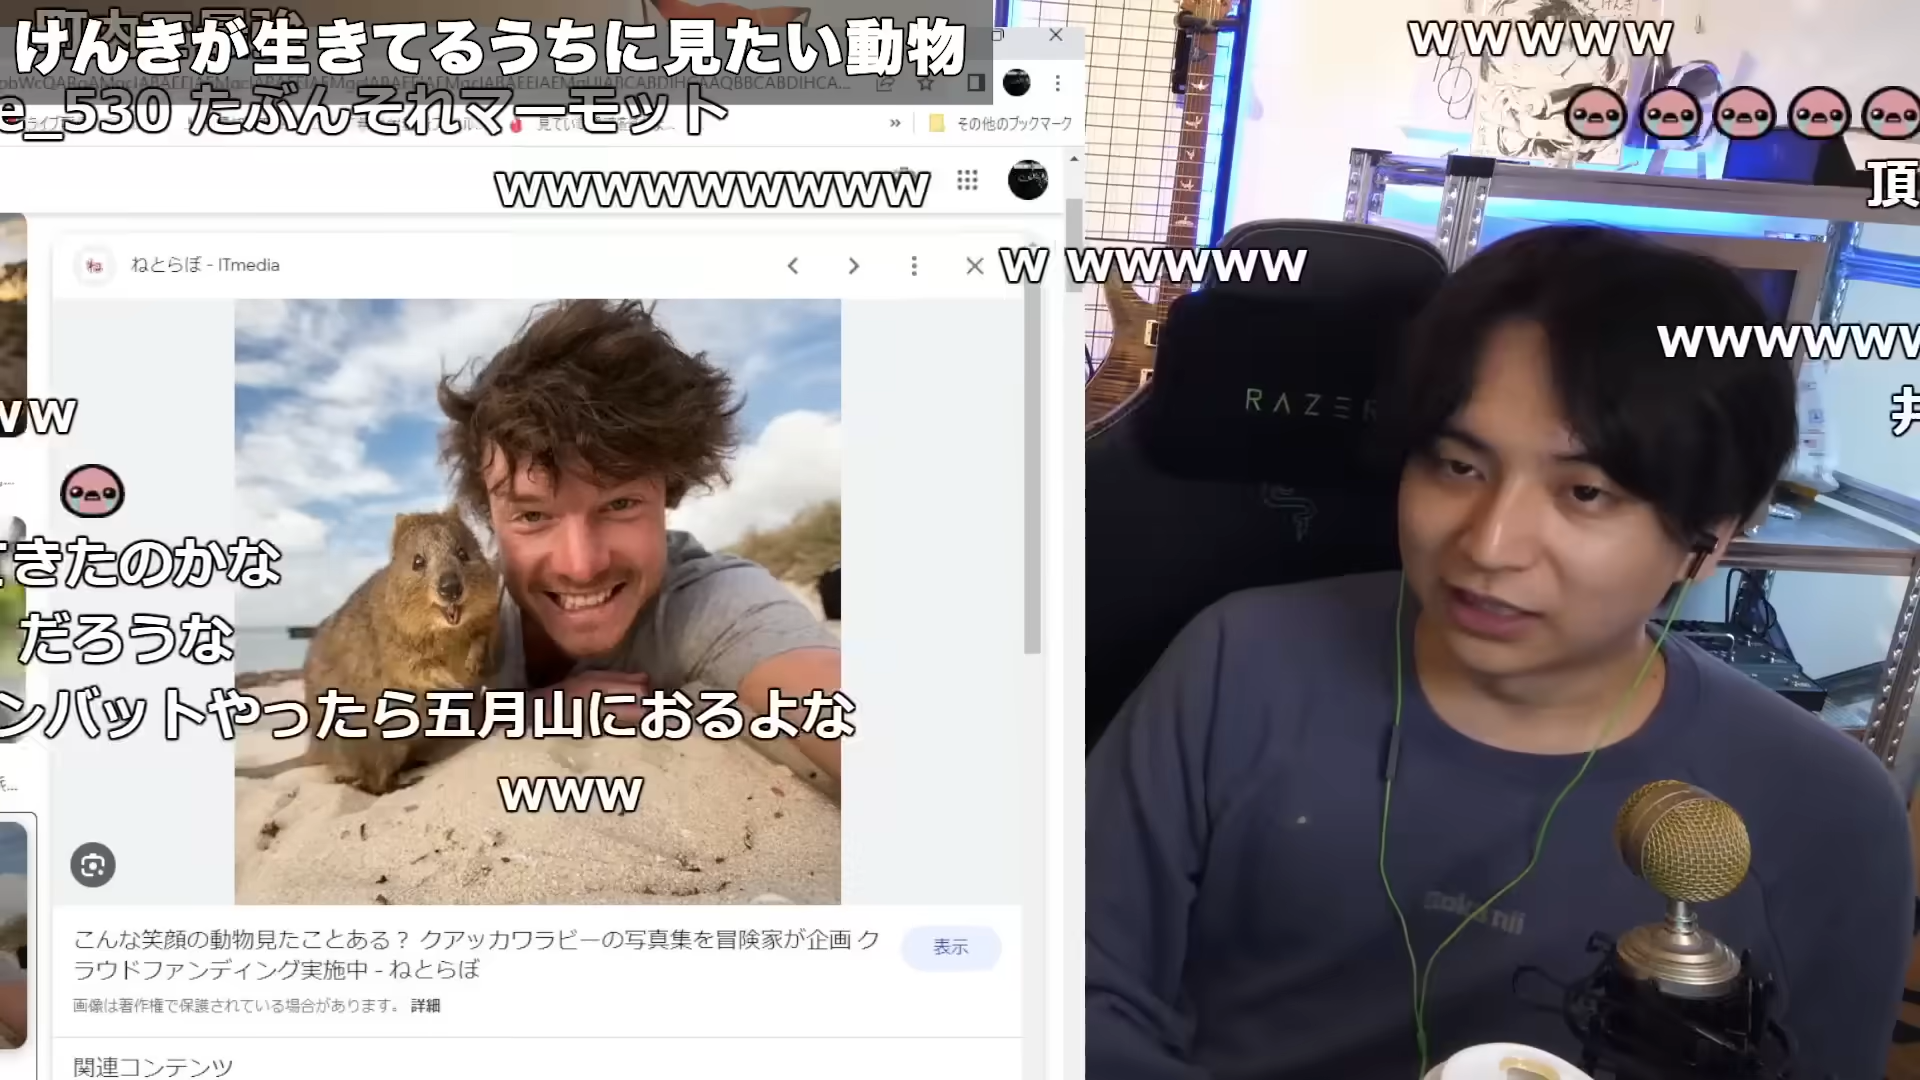 けんきが生きてるうちに見たい動物
e_530 たぶんそれマーモット
その他のブックマーク
wwwwwwwww
wwwww
頂
ねとらぼ - ITmedia
w wwwww
wwwwww
RAZER
ww
井
きたのかな
だろうな
ンバットやったら五月山におるよな
www
こんな笑顔の動物見たことある？ クアッカワラビーの写真集を冒険家が企画 ク
ラウドファンディング実施中 - ねとらぼ
表示
画像は著作権で保護されている場合があります。 詳細
関連コンテンツ